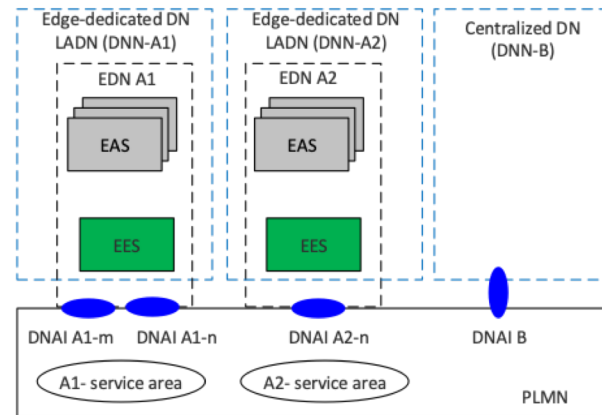 Edge-dedicated DN
LADN (DNN-A1)
Edge-dedicated DN
LADN (DNN-A2)
Centralized DN
(DNN-B)
EDN A1
EDN A2
EAS
EAS
EES
EES
DNAI A1-m
DNAI A1-n
DNAI A2-n
DNAI B
A1- service area
A2- service area
PLMN